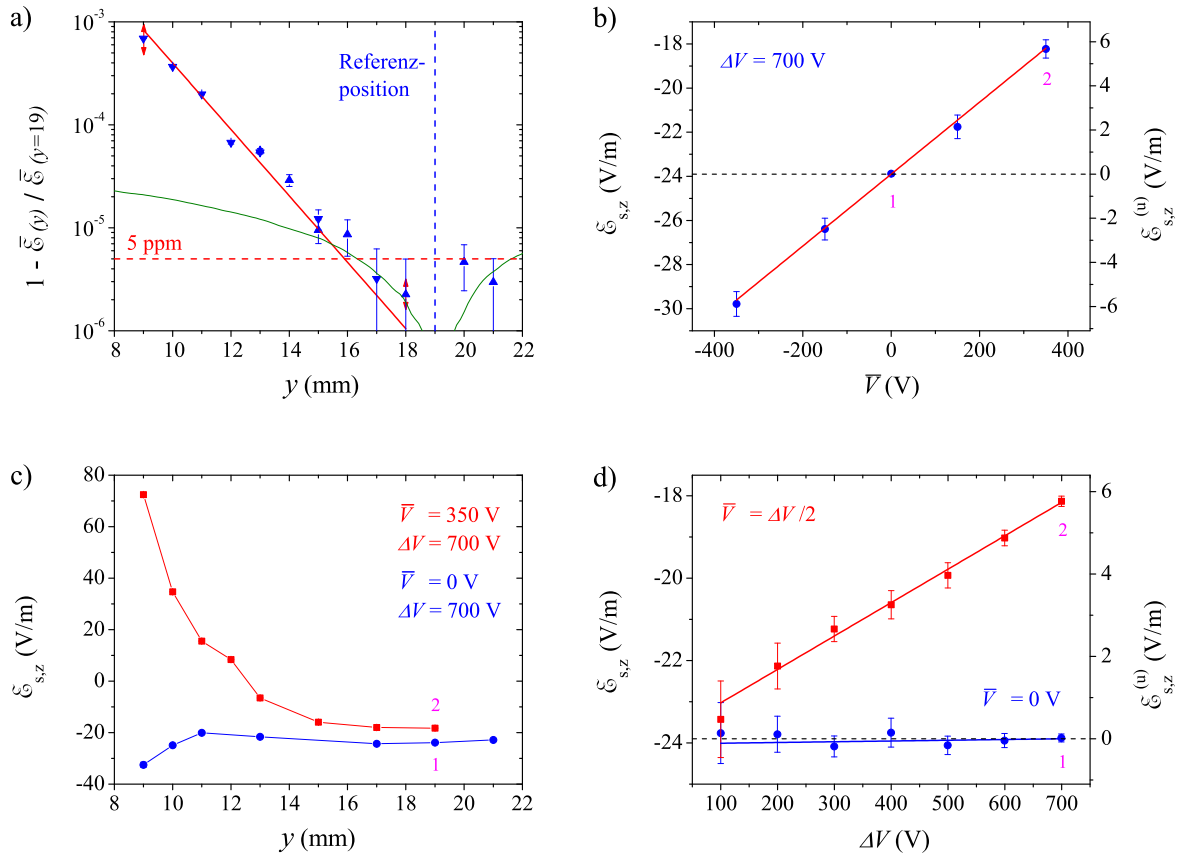 a)
1 - ℰ̅(y) / ℰ̅(y=19)
10⁻³
10⁻⁴
10⁻⁵
10⁻⁶
Referenz-
position
5 ppm
8 10 12 14 16 18 20 22
y (mm)
b)
ℰs,z (V/m)
-18
-20
-22
-24
-26
-28
-30
ΔV = 700 V
2
1
6
4
2
0
-2
-4
-6
ℰs,z(u) (V/m)
-400 -200 0 200 400
V̅ (V)
c)
ℰs,z (V/m)
80
60
40
20
0
-20
-40
V̅ = 350 V
ΔV = 700 V
V̅ = 0 V
ΔV = 700 V
2
1
8 10 12 14 16 18 20 22
y (mm)
d)
ℰs,z (V/m)
-18
-20
-22
-24
V̅ = ΔV/2
2
V̅ = 0 V
1
6
4
2
0
ℰs,z(u) (V/m)
100 200 300 400 500 600 700
ΔV (V)